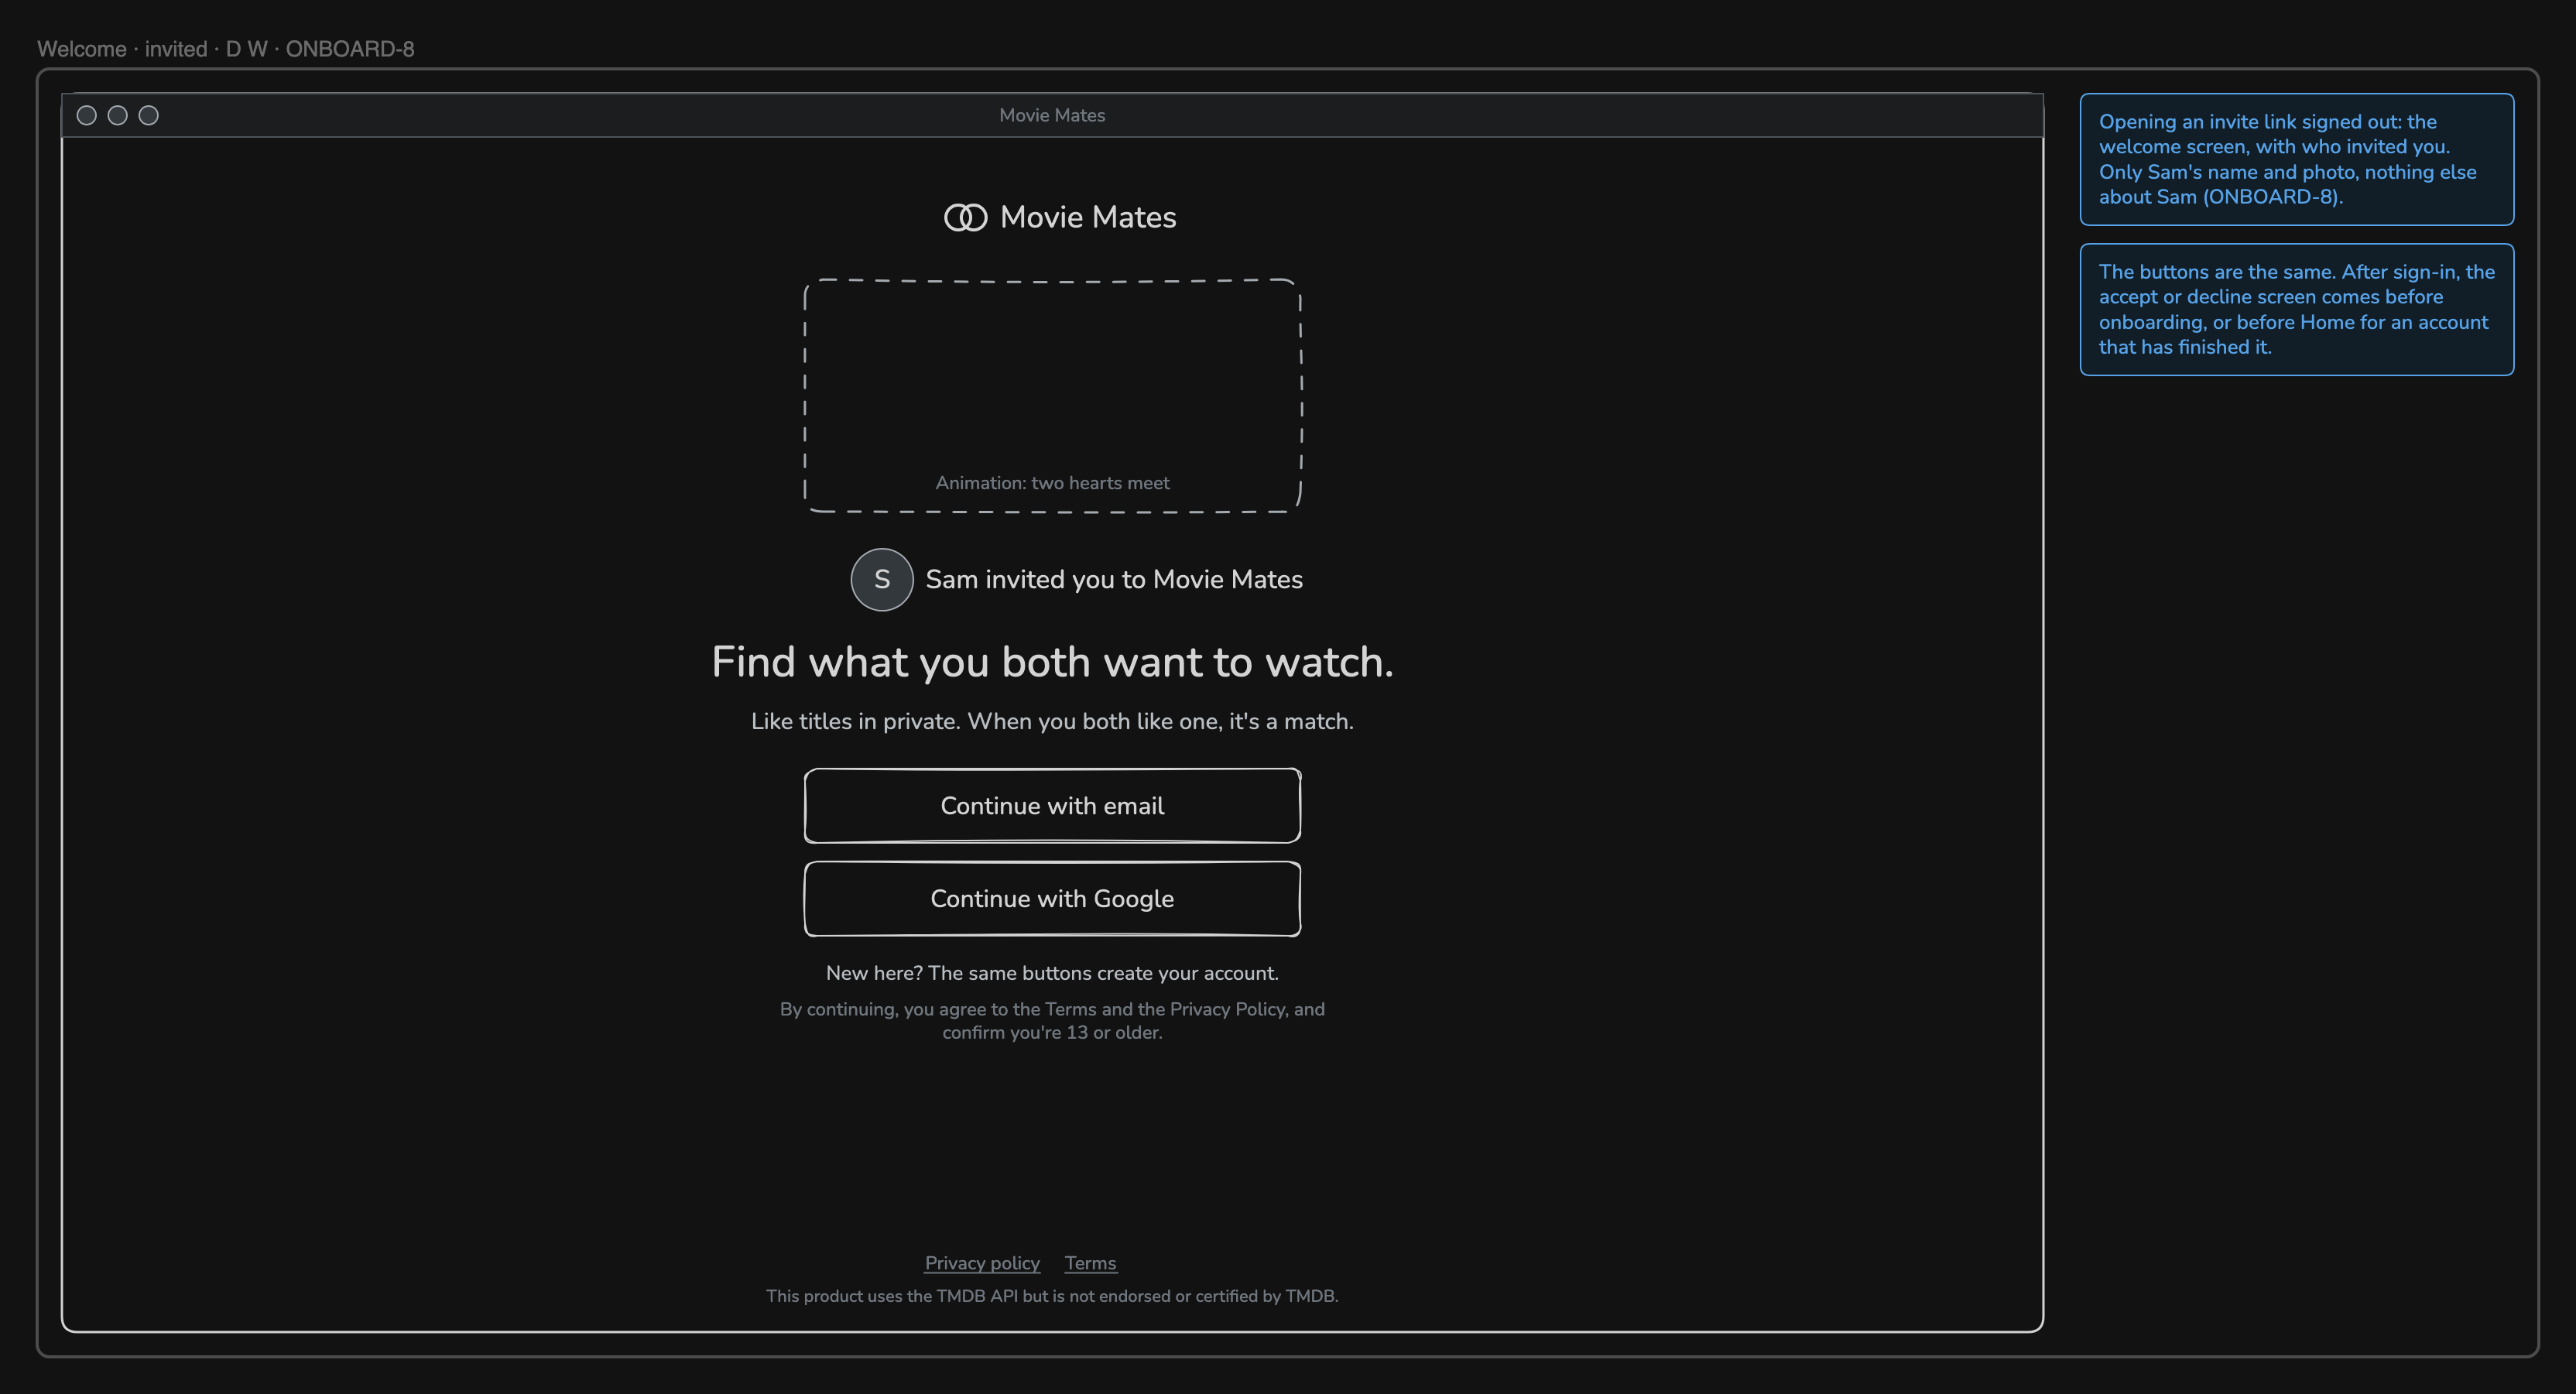 Welcome · invited · D W · ONBOARD-8
Movie Mates
Movie Mates
Animation: two hearts meet
S
Sam invited you to Movie Mates
Find what you both want to watch.
Like titles in private. When you both like one, it's a match.
Continue with email
Continue with Google
New here? The same buttons create your account.
By continuing, you agree to the Terms and the Privacy Policy, and
confirm you're 13 or older.
Privacy policy
Terms
This product uses the TMDB API but is not endorsed or certified by TMDB.
Opening an invite link signed out: the
welcome screen, with who invited you.
Only Sam's name and photo, nothing else
about Sam (ONBOARD-8).
The buttons are the same. After sign-in, the
accept or decline screen comes before
onboarding, or before Home for an account
that has finished it.